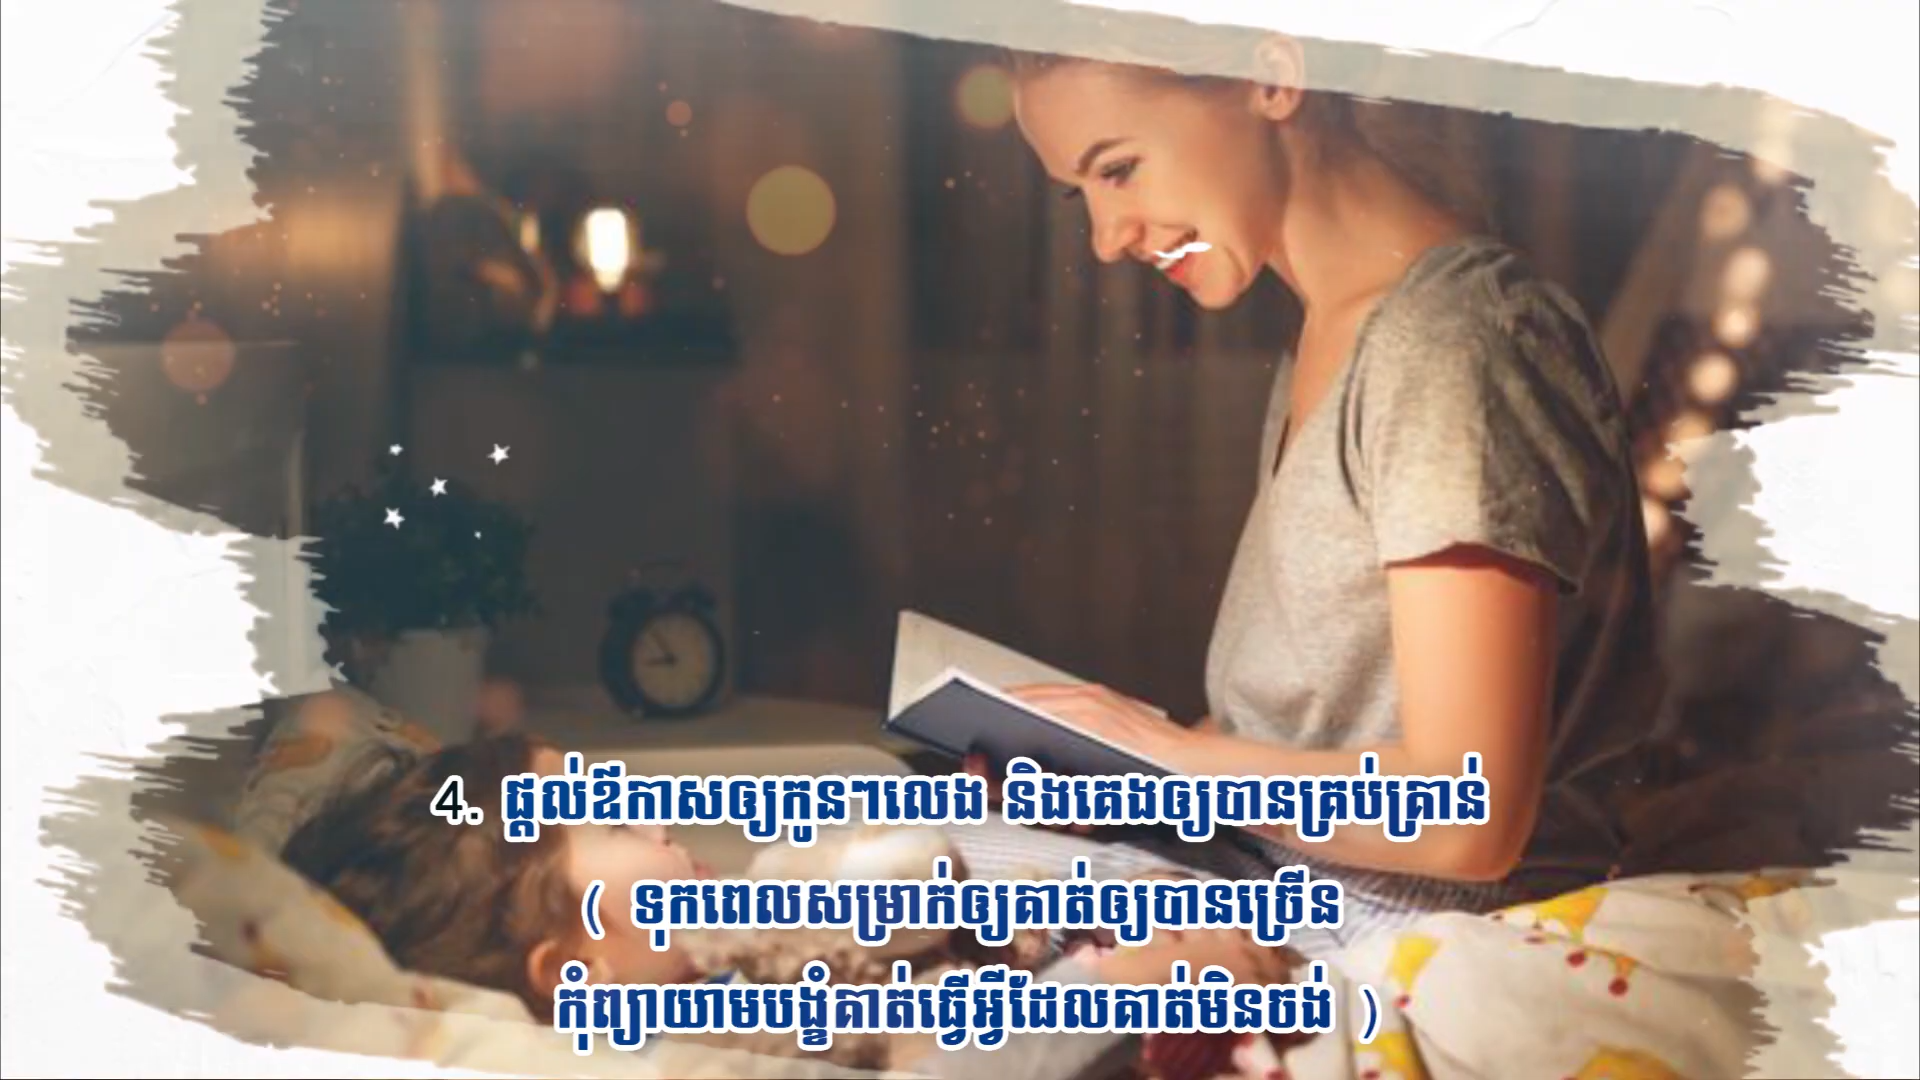 4. ផ្តល់ឪកាសឲ្យកូនៗលេង និងគេងឲ្យបានគ្រប់គ្រាន់
( ទុកពេលសម្រាក់ឲ្យគាត់ឲ្យបានច្រើន
កុំព្យាយាមបង្ខំគាត់ធ្វើអ្វីដែលគាត់មិនចង់ )